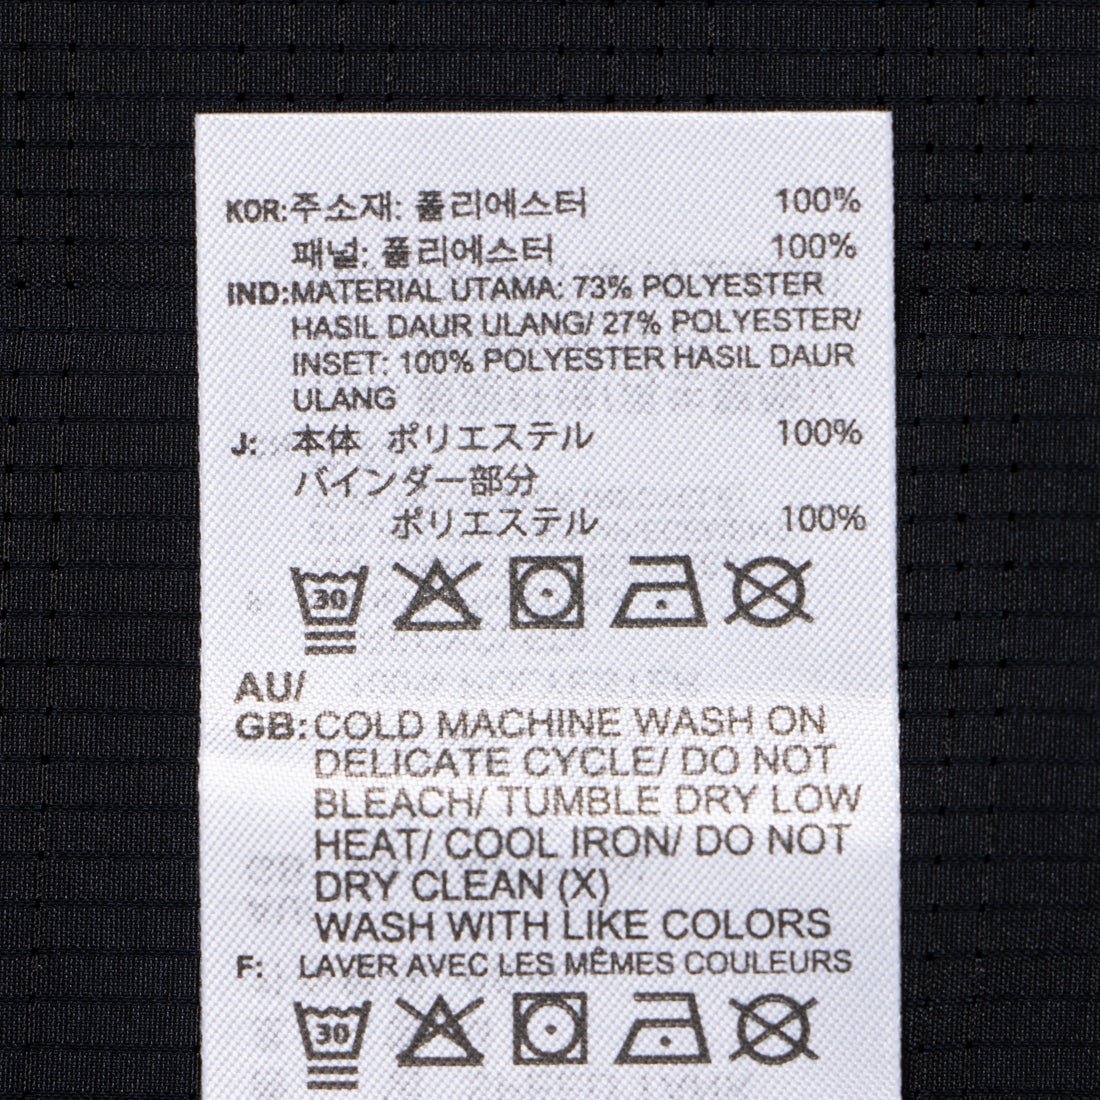 KOR:주소재: 폴리에스터 100%
패널: 폴리에스터 100%
IND:MATERIAL UTAMA: 73% POLYESTER
HASIL DAUR ULANG/ 27% POLYESTER/
INSET: 100% POLYESTER HASIL DAUR
ULANG
J: 本体 ポリエステル 100%
バインダー部分
ポリエステル 100%
30
AU/
GB: COLD MACHINE WASH ON
DELICATE CYCLE/ DO NOT
BLEACH/ TUMBLE DRY LOW
HEAT/ COOL IRON/ DO NOT
DRY CLEAN (X)
WASH WITH LIKE COLORS
F: LAVER AVEC LES MÊMES COULEURS
30